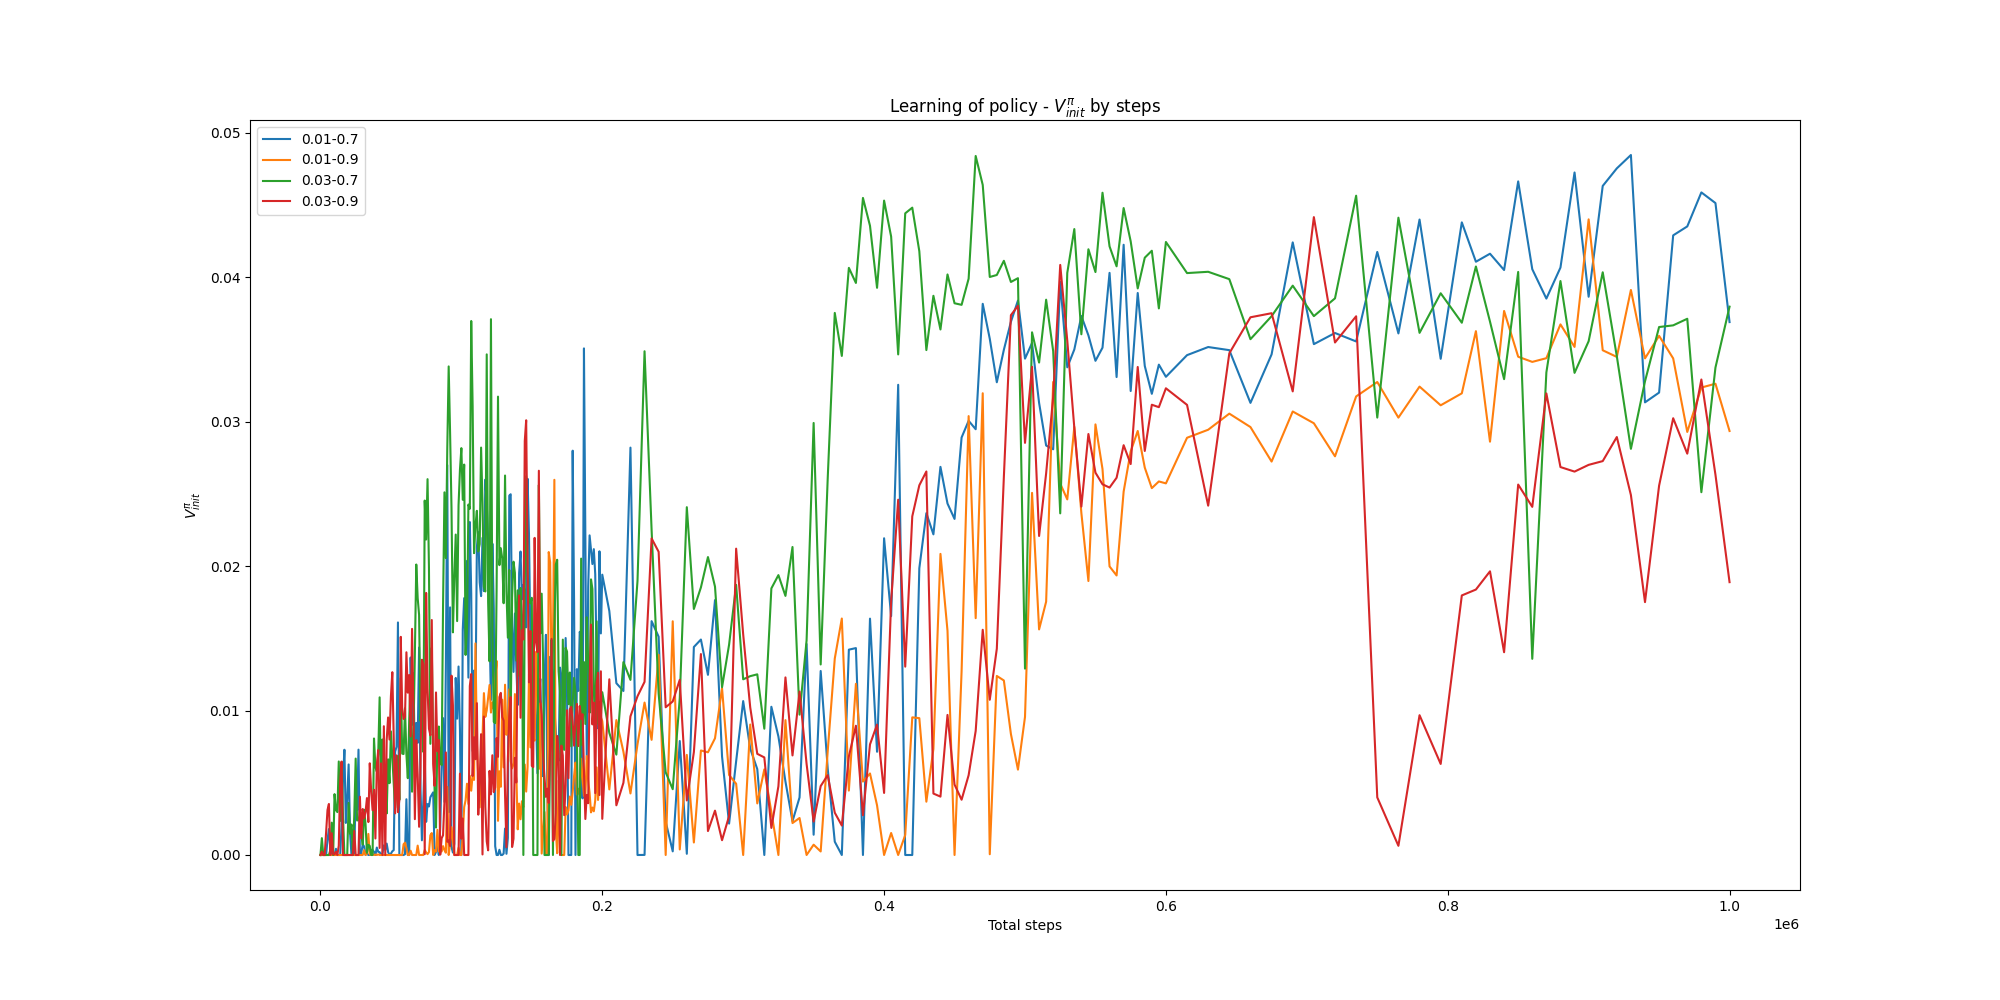 Learning of policy - $V^{\pi}_{init}$ by steps
0.05
0.04
0.03
0.02
0.01
0.00
$V^{\pi}_{init}$
0.01-0.7
0.01-0.9
0.03-0.7
0.03-0.9
0.0 0.2 0.4 0.6 0.8 1.0
Total steps
1e6